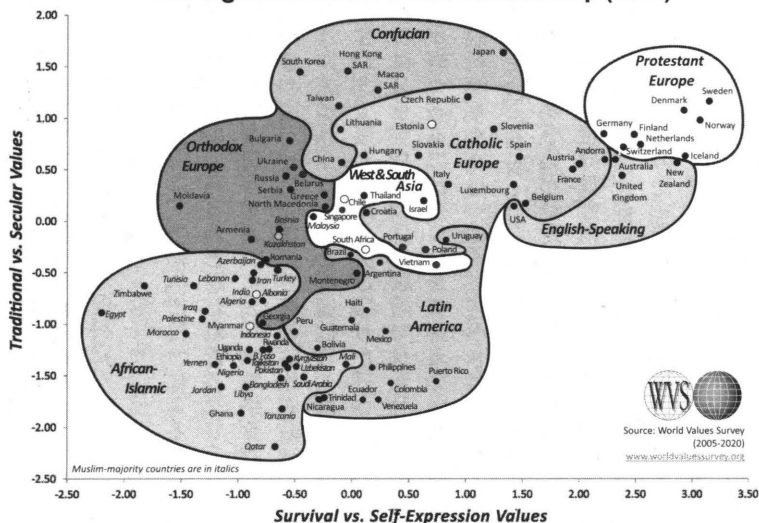 2.00
1.50
1.00
0.50
0.00
-0.50
-1.00
-1.50
-2.00
-2.50
Traditional vs. Secular Values
-2.50 -2.00 -1.50 -1.00 -0.50 0.00 0.50 1.00 1.50 2.00 2.50 3.00 3.50
Survival vs. Self-Expression Values
Confucian
Hong Kong
SAR
Japan
South Korea
Macao
SAR
Taiwan
China
Protestant
Europe
Sweden
Denmark
Norway
Germany
Finland
Netherlands
Switzerland
Iceland
Catholic
Europe
Czech Republic
Lithuania
Estonia
Slovenia
Hungary
Slovakia
Spain
Andorra
Austria
France
Italy
Luxembourg
Belgium
Croatia
Portugal
Poland
English-Speaking
Australia
United
Kingdom
New
Zealand
USA
Orthodox
Europe
Bulgaria
Ukraine
Russia
Belarus
Serbia
Greece
North Macedonia
Moldavia
Bosnia
Armenia
Kazakhstan
Romania
Montenegro
Georgia
West & South
Asia
Thailand
Chile
Israel
Singapore
Malaysia
South Africa
Vietnam
Latin
America
Uruguay
Brazil
Argentina
Haiti
Peru
Guatemala
Mexico
Bolivia
Philippines
Puerto Rico
Ecuador
Colombia
Trinidad
Nicaragua
Venezuela
African-
Islamic
Azerbaijan
Tunisia
Lebanon
Iran
Turkey
Zimbabwe
India
Albania
Algeria
Egypt
Iraq
Palestine
Myanmar
Morocco
Indonesia
Uganda
Rwanda
Ethiopia
B. Faso
Kyrgyzstan
Mali
Yemen
Nigeria
Tajikistan
Pakistan
Uzbekistan
Bangladesh
Saudi Arabia
Jordan
Libya
Ghana
Tanzania
Qatar
Muslim-majority countries are in italics
WVS
Source: World Values Survey
(2005-2020)
www.worldvaluessurvey.org